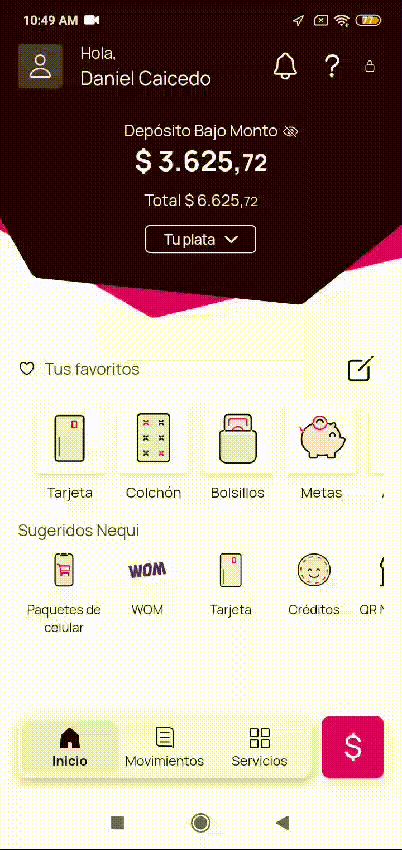 10:49 AM
77
Hola,
Daniel Caicedo
Depósito Bajo Monto
$ 3.625,72
Total $ 6.625,72
Tu plata
Tus favoritos
Tarjeta Colchón Bolsillos Metas
Sugeridos Nequi
WOM
Paquetes de celular WOM Tarjeta Créditos QR N
Inicio Movimientos Servicios
$